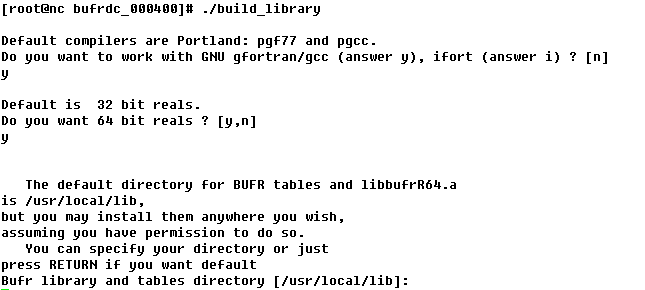 [root@nc bufrdc_000400]# ./build_library
Default compilers are Portland: pgf77 and pgcc.
Do you want to work with GNU gfortran/gcc (answer y), ifort (answer i) ? [n]
y
Default is  32 bit reals.
Do you want 64 bit reals ? [y,n]
y
The default directory for BUFR tables and libbufrR64.a
is /usr/local/lib,
but you may install them anywhere you wish,
assuming you have permission to do so.
You can specify your directory or just
press RETURN if you want default
Bufr library and tables directory [/usr/local/lib]: